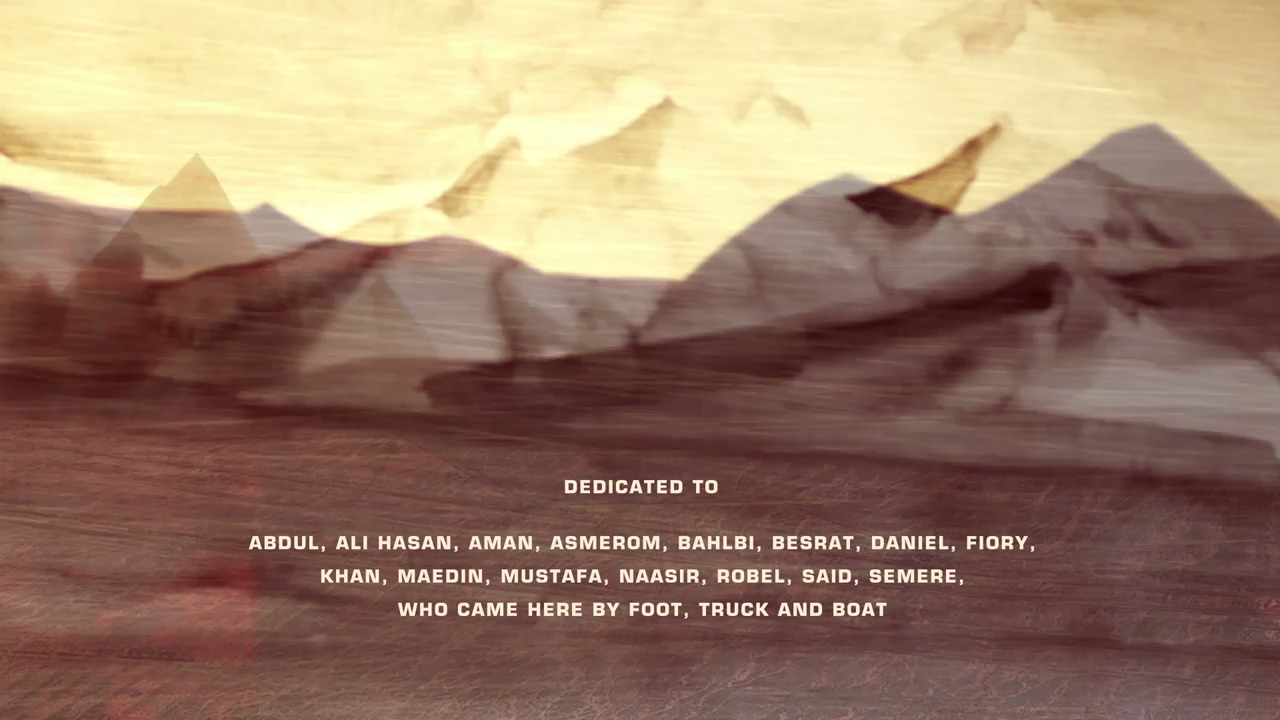 DEDICATED TO
ABDUL, ALI HASAN, AMAN, ASMEROM, BAHLBI, BESRAT, DANIEL, FIORY,
KHAN, MAEDIN, MUSTAFA, NAASIR, ROBEL, SAID, SEMERE,
WHO CAME HERE BY FOOT, TRUCK AND BOAT